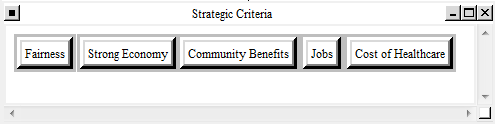 Strategic Criteria
Fairness Strong Economy Community Benefits Jobs Cost of Healthcare